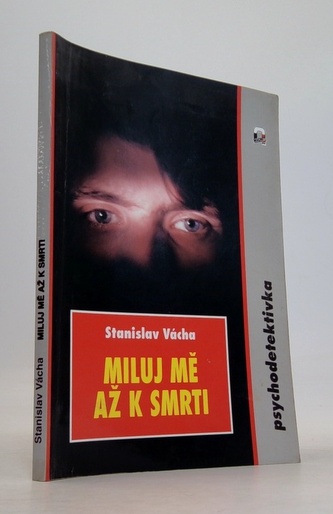 Stanislav Vácha
MILUJ MĚ AŽ K SMRTI
Stanislav Vácha
MILUJ MĚ
AŽ K SMRTI
psychodetektivka